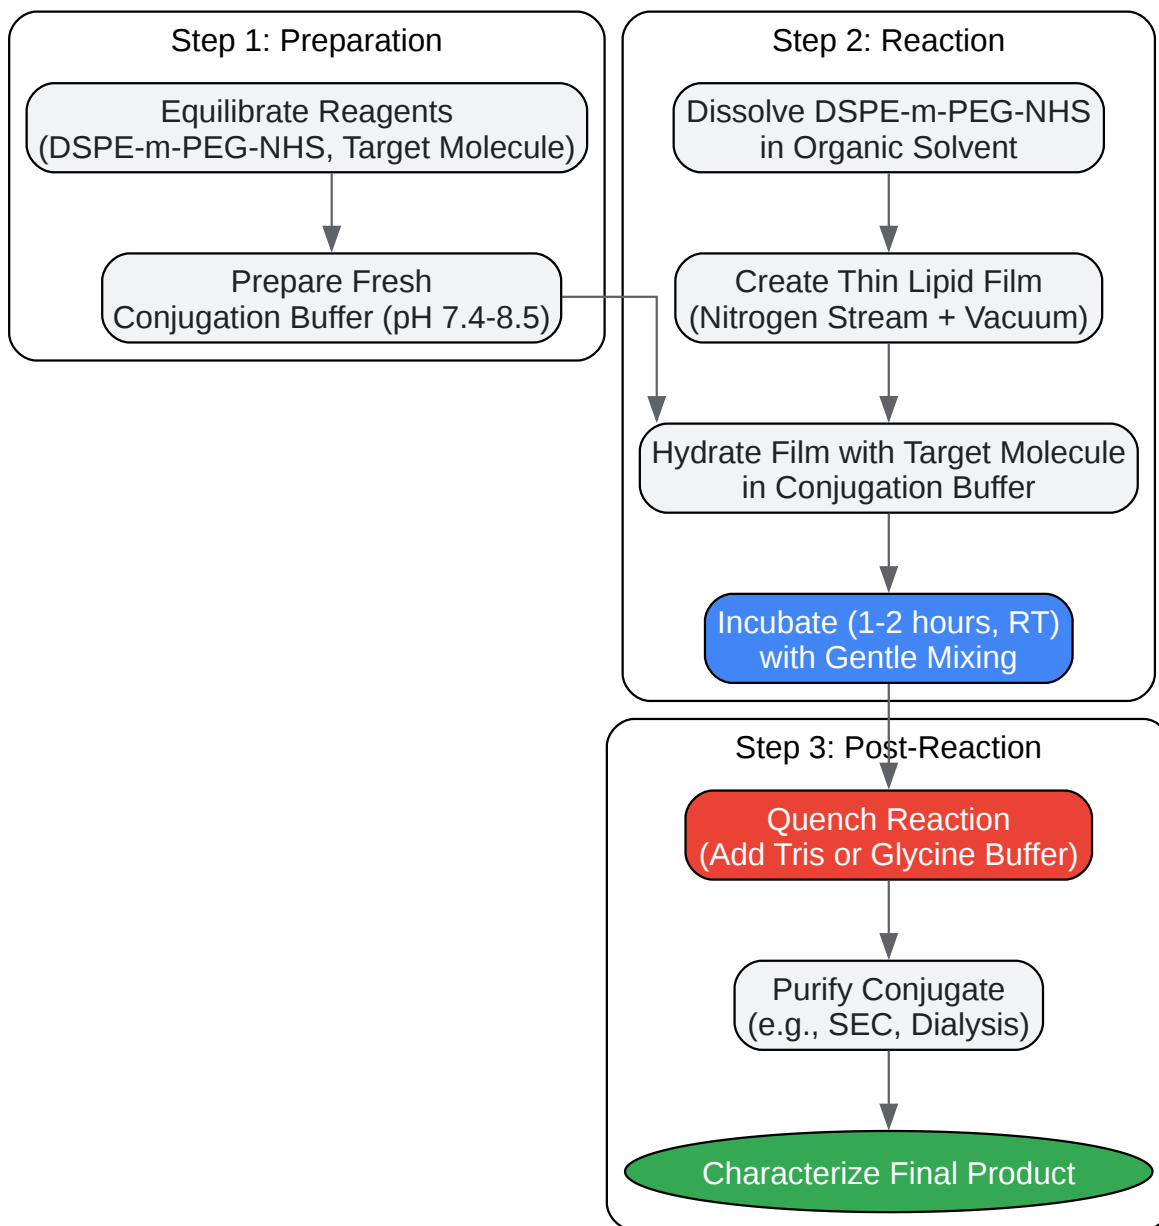 Step 1: Preparation
Equilibrate Reagents
(DSPE-m-PEG-NHS, Target Molecule)
Prepare Fresh
Conjugation Buffer (pH 7.4-8.5)
Step 2: Reaction
Dissolve DSPE-m-PEG-NHS
in Organic Solvent
Create Thin Lipid Film
(Nitrogen Stream + Vacuum)
Hydrate Film with Target Molecule
in Conjugation Buffer
Incubate (1-2 hours, RT)
with Gentle Mixing
Step 3: Post-Reaction
Quench Reaction
(Add Tris or Glycine Buffer)
Purify Conjugate
(e.g., SEC, Dialysis)
Characterize Final Product